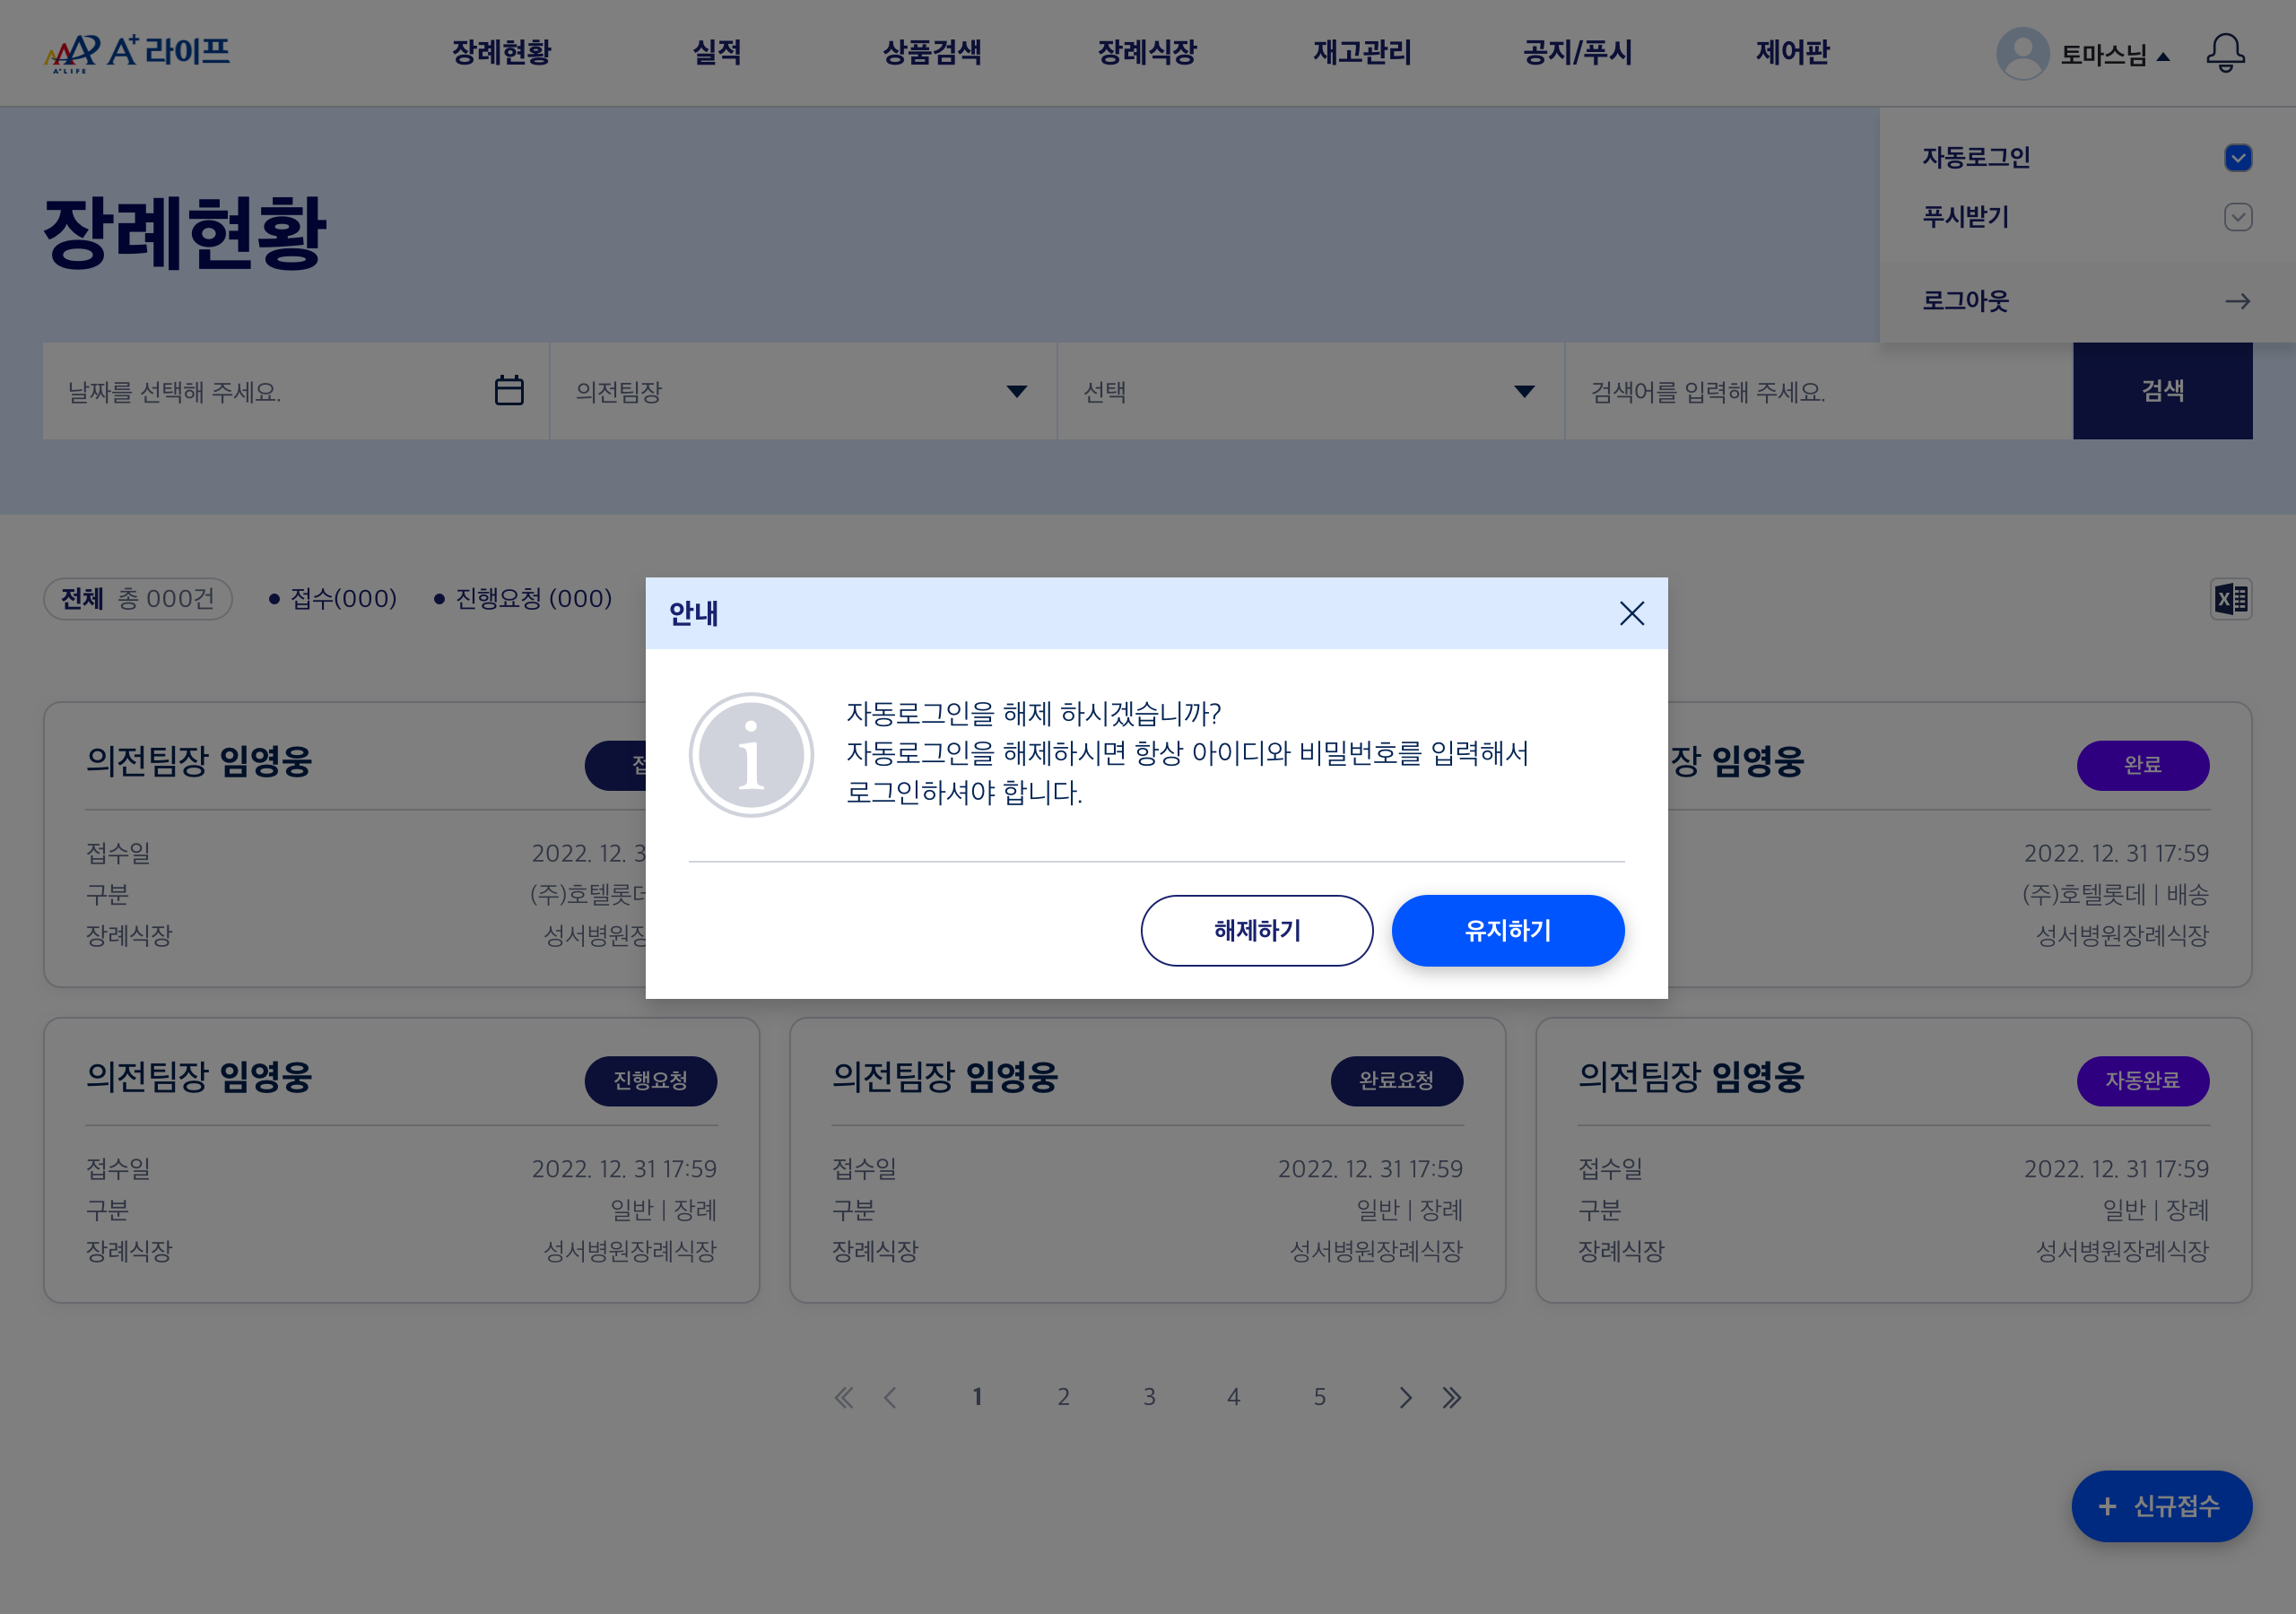 A+ 라이프
A+LIFE
장례현황
실적
상품검색
장례식장
재고관리
공지/푸시
제어판
토마스님
자동로그인
푸시받기
로그아웃
장례현황
날짜를 선택해 주세요.
의전팀장
선택
검색어를 입력해 주세요.
검색
전체 총 000건
접수(000)
진행요청 (000)
안내
자동로그인을 해제 하시겠습니까?
자동로그인을 해제하시면 항상 아이디와 비밀번호를 입력해서
로그인하셔야 합니다.
해제하기
유지하기
의전팀장 임영웅
접수일 2022. 12. 3
구분 (주)호텔롯데
장례식장 성서병원장
장 임영웅
완료
2022. 12. 31 17:59
(주)호텔롯데 | 배송
성서병원장례식장
의전팀장 임영웅
진행요청
접수일 2022. 12. 31 17:59
구분 일반 | 장례
장례식장 성서병원장례식장
의전팀장 임영웅
완료요청
접수일 2022. 12. 31 17:59
구분 일반 | 장례
장례식장 성서병원장례식장
의전팀장 임영웅
자동완료
접수일 2022. 12. 31 17:59
구분 일반 | 장례
장례식장 성서병원장례식장
1 2 3 4 5
+ 신규접수